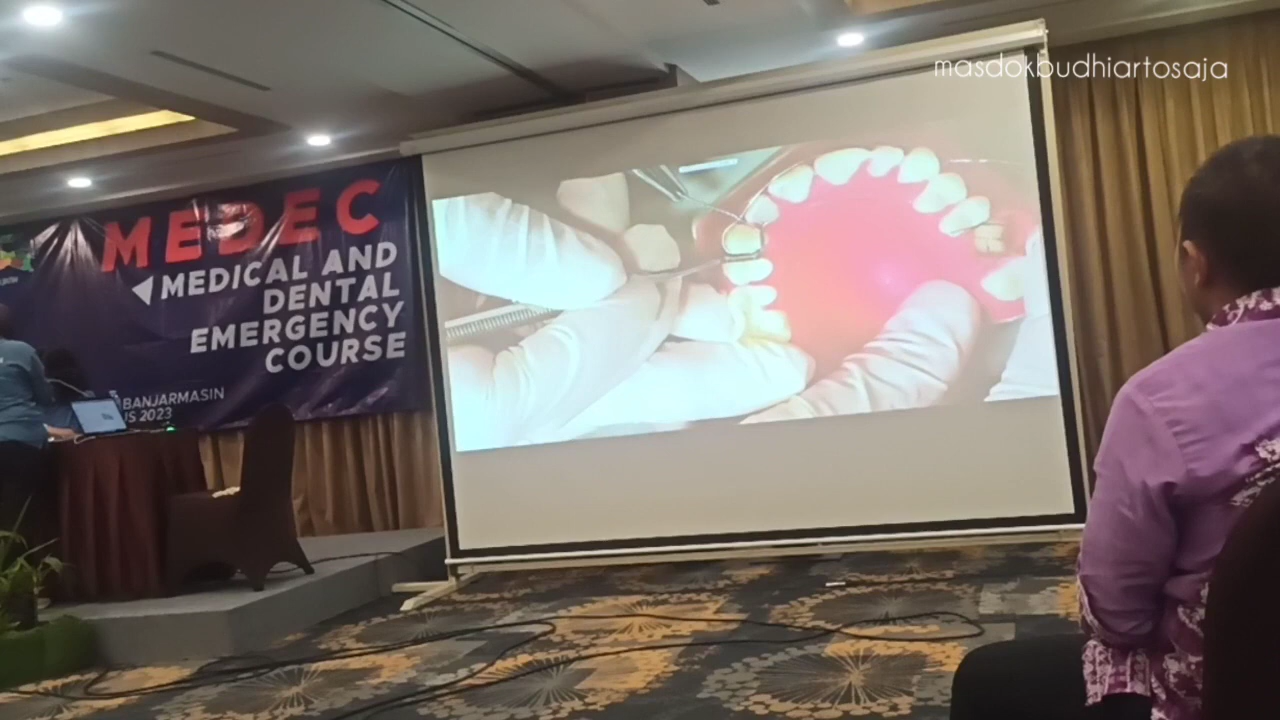 masdokbudhiartosaja
MEDEC
MEDICAL AND
DENTAL
EMERGENCY
COURSE
BANJARMASIN
2023